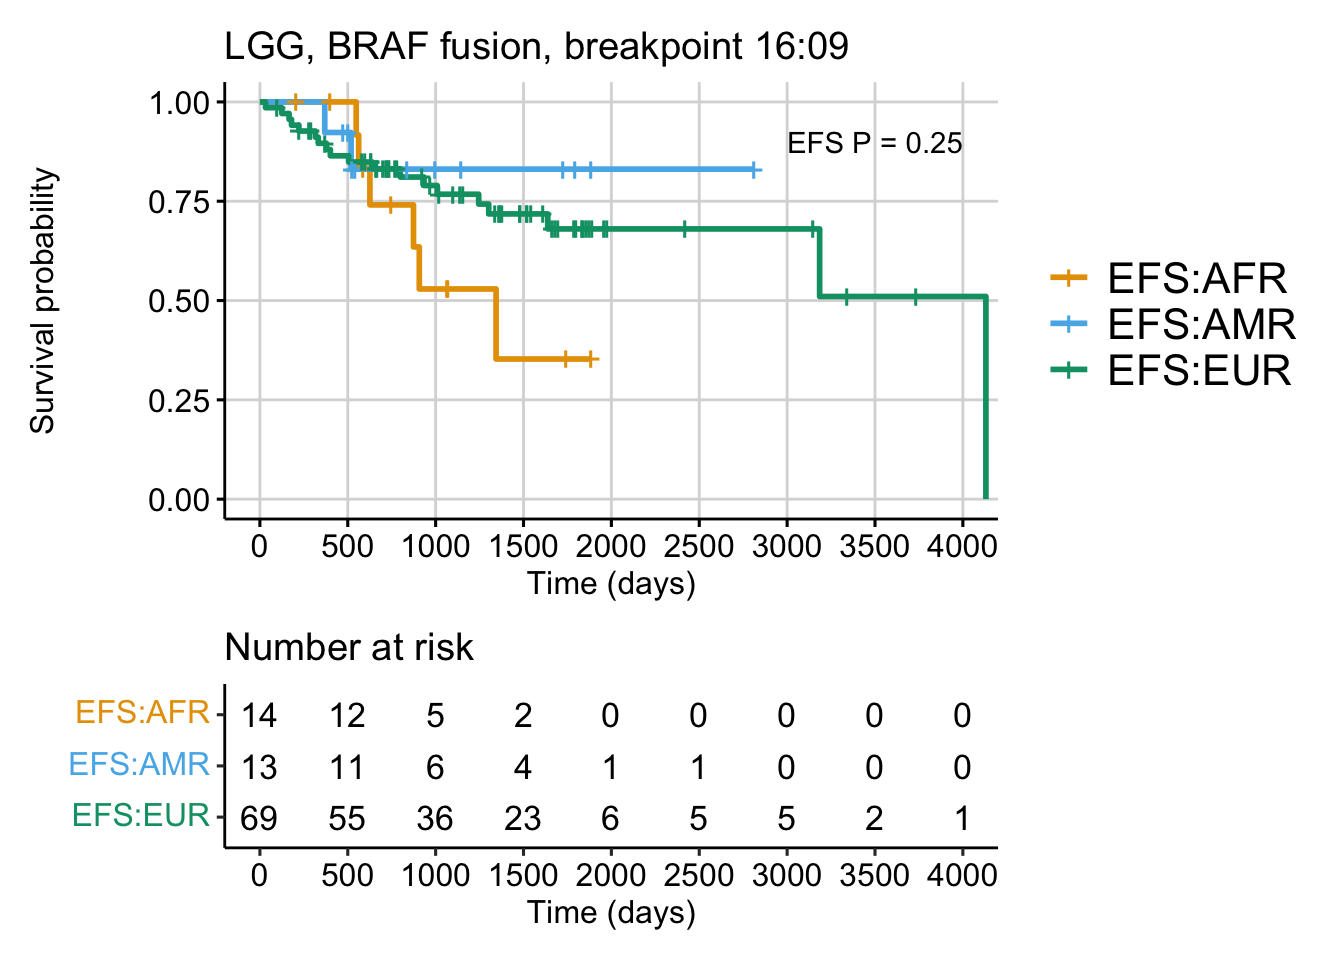 LGG, BRAF fusion, breakpoint 16:09
1.00
0.75
0.50
0.25
0.00
Survival probability
EFS P = 0.25
0 500 1000 1500 2000 2500 3000 3500 4000
Time (days)
EFS:AFR
EFS:AMR
EFS:EUR
Number at risk
EFS:AFR 14 12 5 2 0 0 0 0 0
EFS:AMR 13 11 6 4 1 1 0 0 0
EFS:EUR 69 55 36 23 6 5 5 2 1
0 500 1000 1500 2000 2500 3000 3500 4000
Time (days)